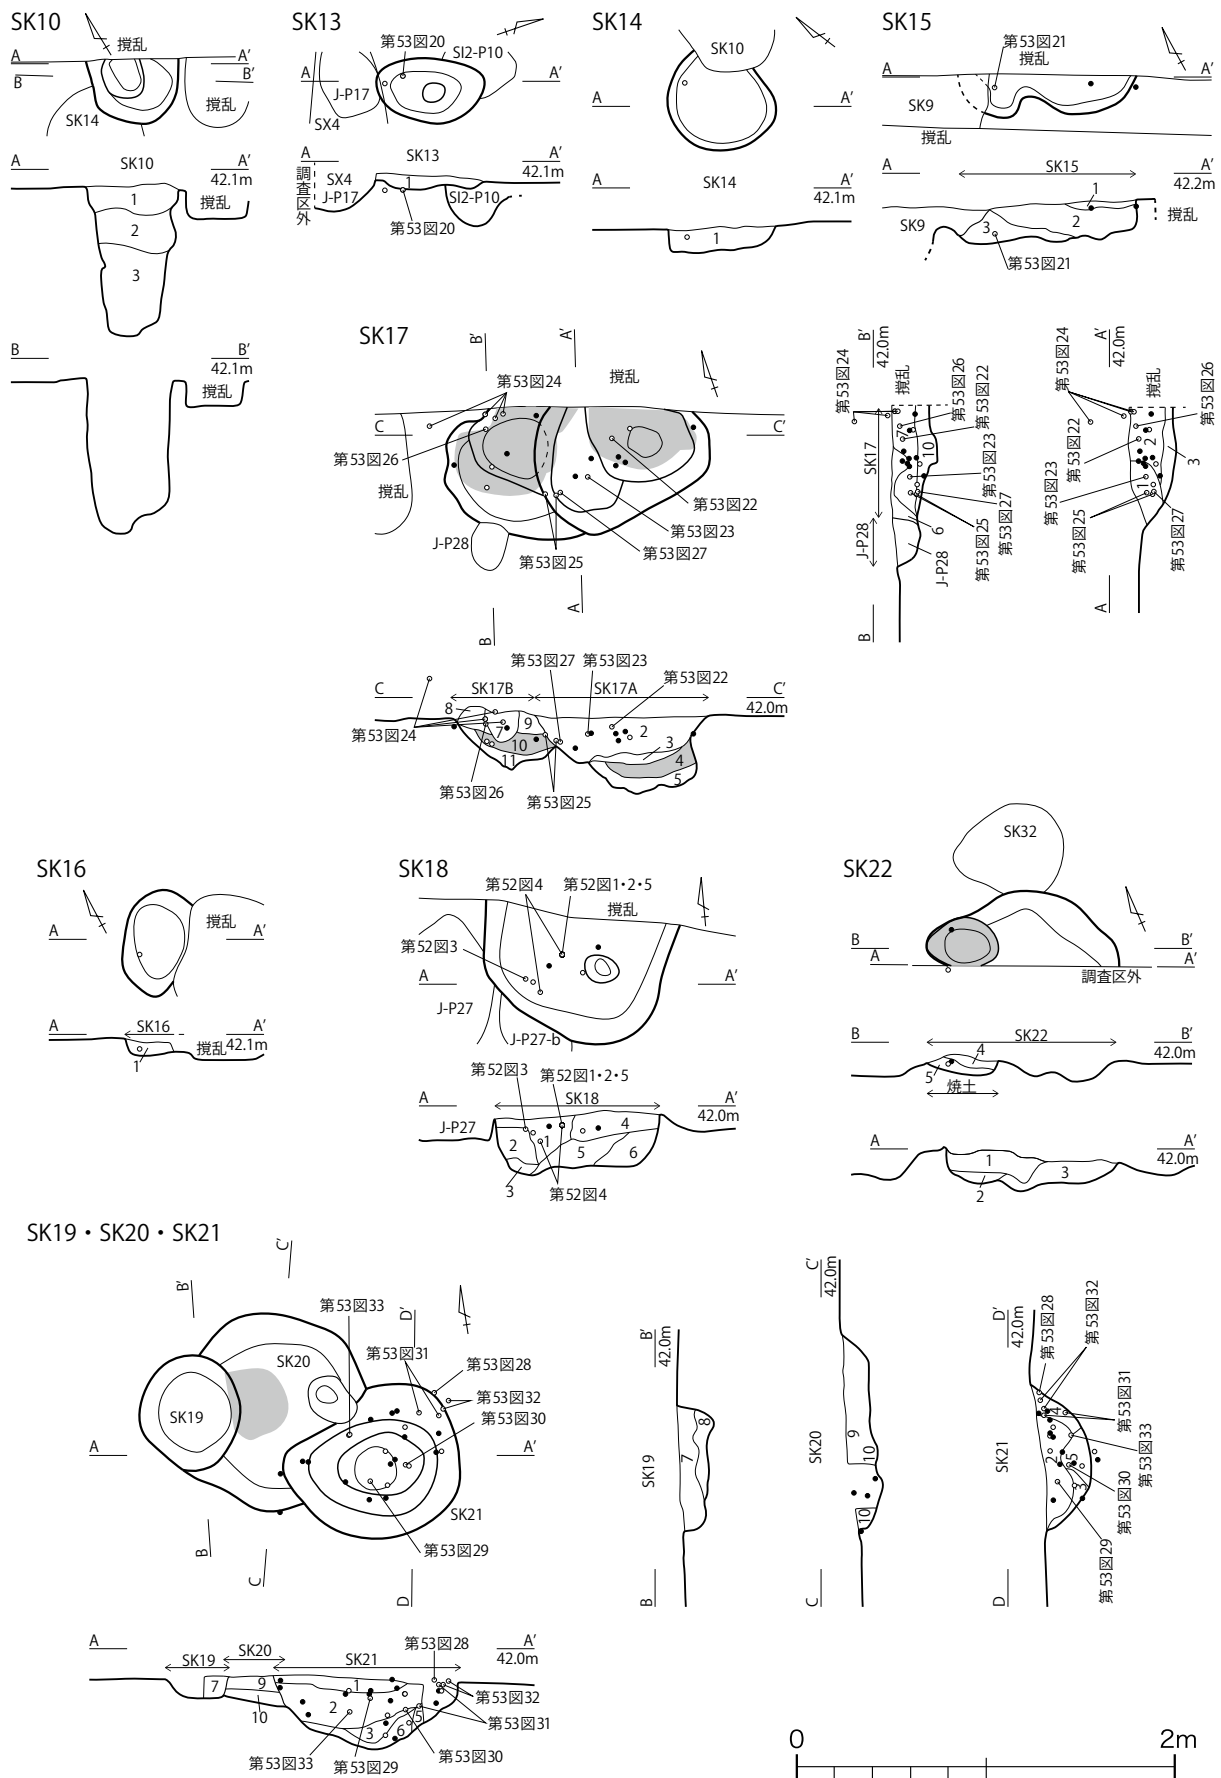 SK10
撹乱
A A'
B B'
SK14
撹乱
A SK10 A'
42.1m
撹乱
1
2
3
B B'
42.1m
撹乱
SK13
第53図20
SI2-P10
A A'
J-P17
SX4
A SK13 A'
42.1m
調査区外
SX4
J-P17
1
SI2-P10
第53図20
SK14
SK10
A A'
A SK14 A'
42.1m
1
SK15
第53図21
撹乱
A A'
SK9
撹乱
A SK15 A'
42.2m
1
2
3
SK9
撹乱
第53図21
SK17
B' A'
第53図24
撹乱
C C'
第53図26
撹乱
第53図22
第53図23
J-P28
第53図27
第53図25
A
B
第53図27 第53図23
第53図22
C SK17B SK17A C'
42.0m
8
7
9
2
第53図24
10
3
4
11
5
第53図26
第53図25
B'
42.0m
第53図24
撹乱
第53図26
第53図22
SK17
7
10
第53図23
第53図27
第53図25
6
J-P28
J-P28
B
A'
42.0m
第53図24
撹乱
第53図26
第53図22
2
3
第53図23
1
第53図25
第53図27
A
SK16
撹乱
A A'
A SK16 A'
42.1m
撹乱
1
SK18
第52図4 第52図1・2・5
撹乱
第52図3
A A'
J-P27
J-P27-b
第52図3 第52図1・2・5
A SK18 A'
42.0m
J-P27
2
1
4
5
6
3
第52図4
SK32
SK22
B B'
A A'
調査区外
B SK22 B'
42.0m
4
5
焼土
A A'
42.0m
1
3
2
SK19・SK20・SK21
C'
B'
第53図33
D'
第53図31
第53図28
SK20
第53図32
第53図30
SK19
A A'
SK21
第53図29
B
C
D
A SK19 SK20 SK21 第53図28 A'
42.0m
7
9
1
10
2
第53図32
5
第53図31
3
6
第53図33
第53図29
第53図30
B'
42.0m
SK19
8
7
B
C'
42.0m
SK20
9
10
10
C
D'
42.0m
第53図28
第53図32
第53図31
4
第53図33
SK21
2
5
3
第53図30
第53図29
D
0 2m